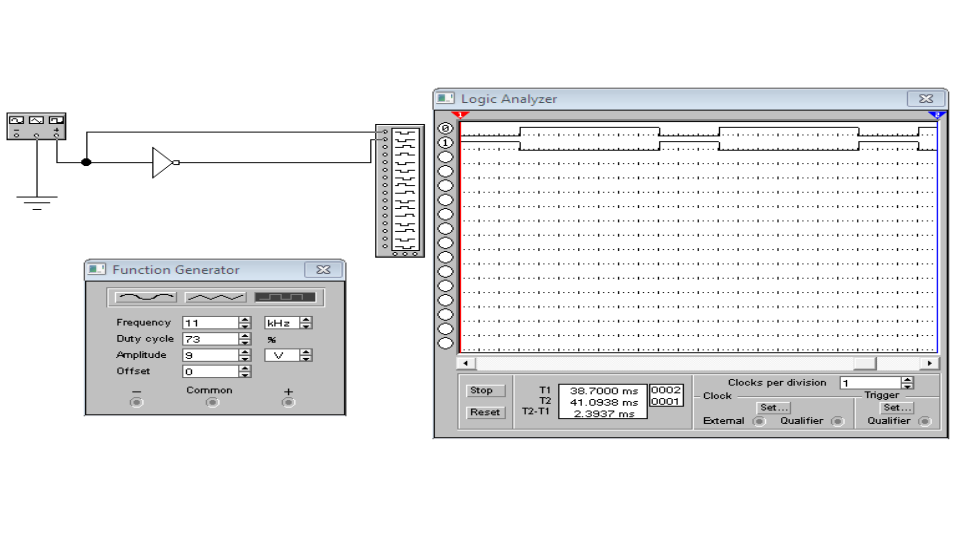 Logic Analyzer
1
2
0
1
Function Generator
Frequency 11 kHz
Duty cycle 73 %
Amplitude 9 V
Offset 0
− Common +
Clocks per division 1
Stop
Reset
T1 38.7000 ms 0002
T2 41.0938 ms 0001
T2-T1 2.3937 ms
Clock
Set...
External Qualifier
Trigger
Set...
Qualifier